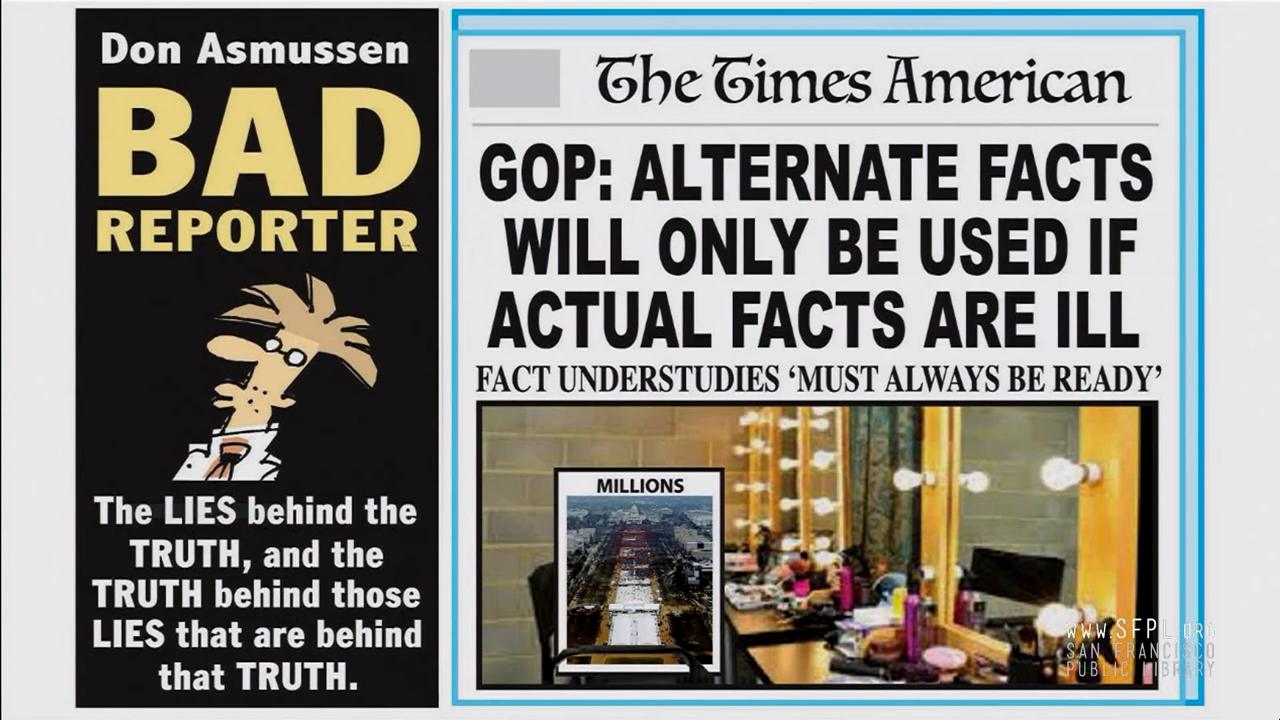 Don Asmussen
BAD
REPORTER
The LIES behind the
TRUTH, and the
TRUTH behind those
LIES that are behind
that TRUTH.
The Times American
GOP: ALTERNATE FACTS
WILL ONLY BE USED IF
ACTUAL FACTS ARE ILL
FACT UNDERSTUDIES ‘MUST ALWAYS BE READY’
MILLIONS
WWW.SFPL.ORG
SAN FRANCISCO
PUBLIC LIBRARY